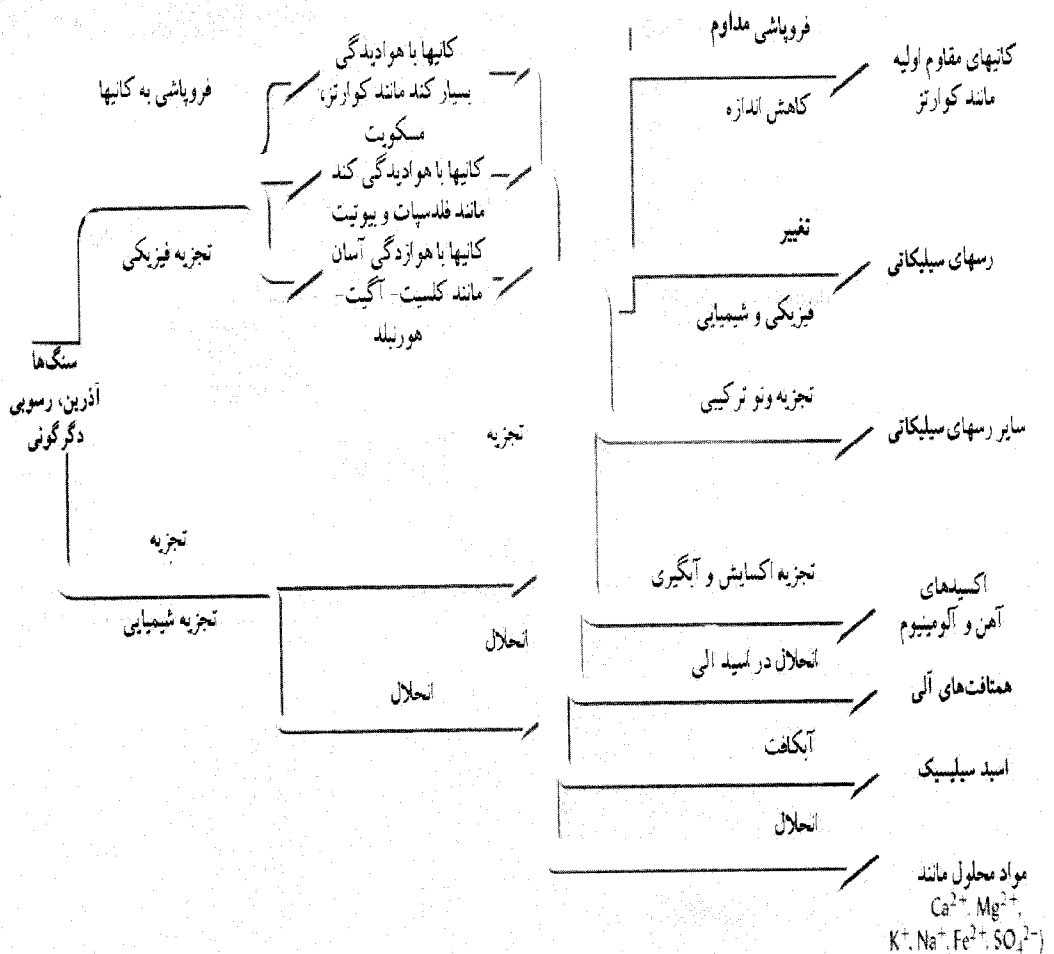 فروپاشی مداوم
کانیهای مقاوم اولیه
مانند کوارتز
کاهش اندازه
کانیها با هوادیدگی
بسیار کند مانند کوارتز،
مسکویت
فروپاشی به کانیها
کانیها با هوادیدگی کند
مانند فلدسپات و بیوتیت
کانیها با هوازدگی آسان
مانند کلسیت- آگیت-
هورنبلد
تجزیه فیزیکی
تغییر
رسهای سیلیکاتی
فیزیکی و شیمیایی
سنگ‌ها
آذرین، رسوبی
دگرگونی
تجزیه ونو ترکیبی
سایر رسهای سیلیکاتی
تجزیه
تجزیه
تجزیه شیمیایی
تجزیه اکسایش و آبگیری
اکسیدهای
آهن و آلومینیوم
انحلال
انحلال
انحلال در اسید الی
همتافت‌های آلی
آبکافت
اسید سیلیسیک
انحلال
مواد محلول مانند
Ca²⁺, Mg²⁺,
K⁺, Na⁺, Fe²⁺, SO₄²⁻)